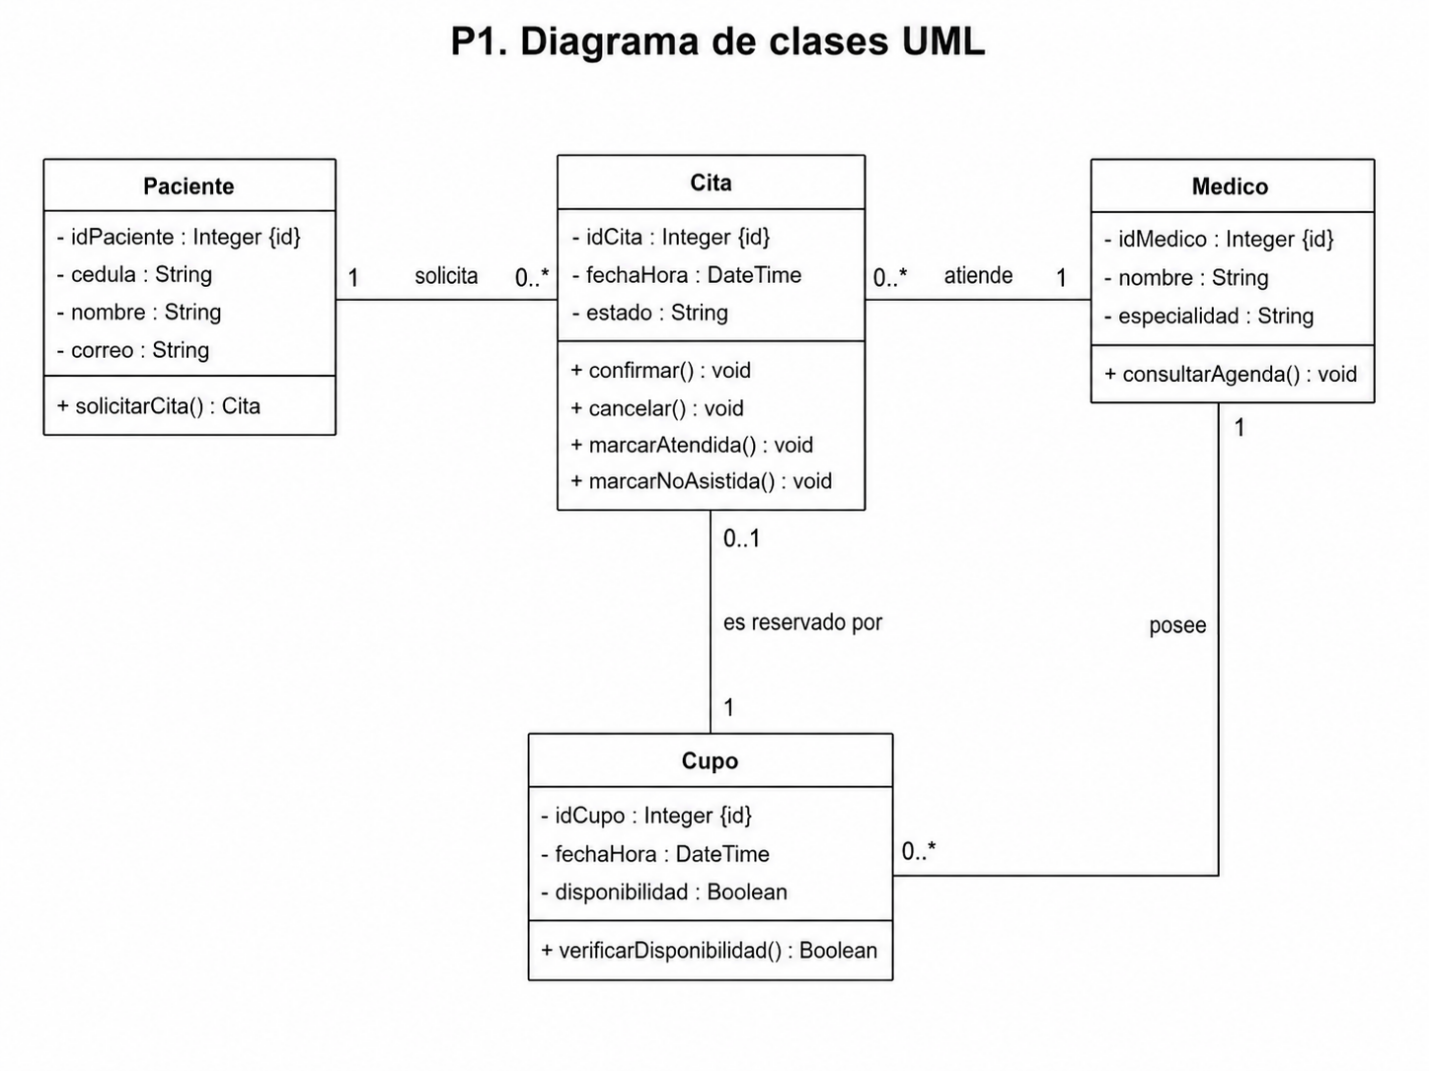 P1. Diagrama de clases UML
Paciente
- idPaciente : Integer {id}
- cedula : String
- nombre : String
- correo : String
+ solicitarCita() : Cita
1 solicita 0..*
Cita
- idCita : Integer {id}
- fechaHora : DateTime
- estado : String
+ confirmar() : void
+ cancelar() : void
+ marcarAtendida() : void
+ marcarNoAsistida() : void
0..* atiende 1
Medico
- idMedico : Integer {id}
- nombre : String
- especialidad : String
+ consultarAgenda() : void
1
posee
0..*
0..1
es reservado por
1
Cupo
- idCupo : Integer {id}
- fechaHora : DateTime
- disponibilidad : Boolean
+ verificarDisponibilidad() : Boolean